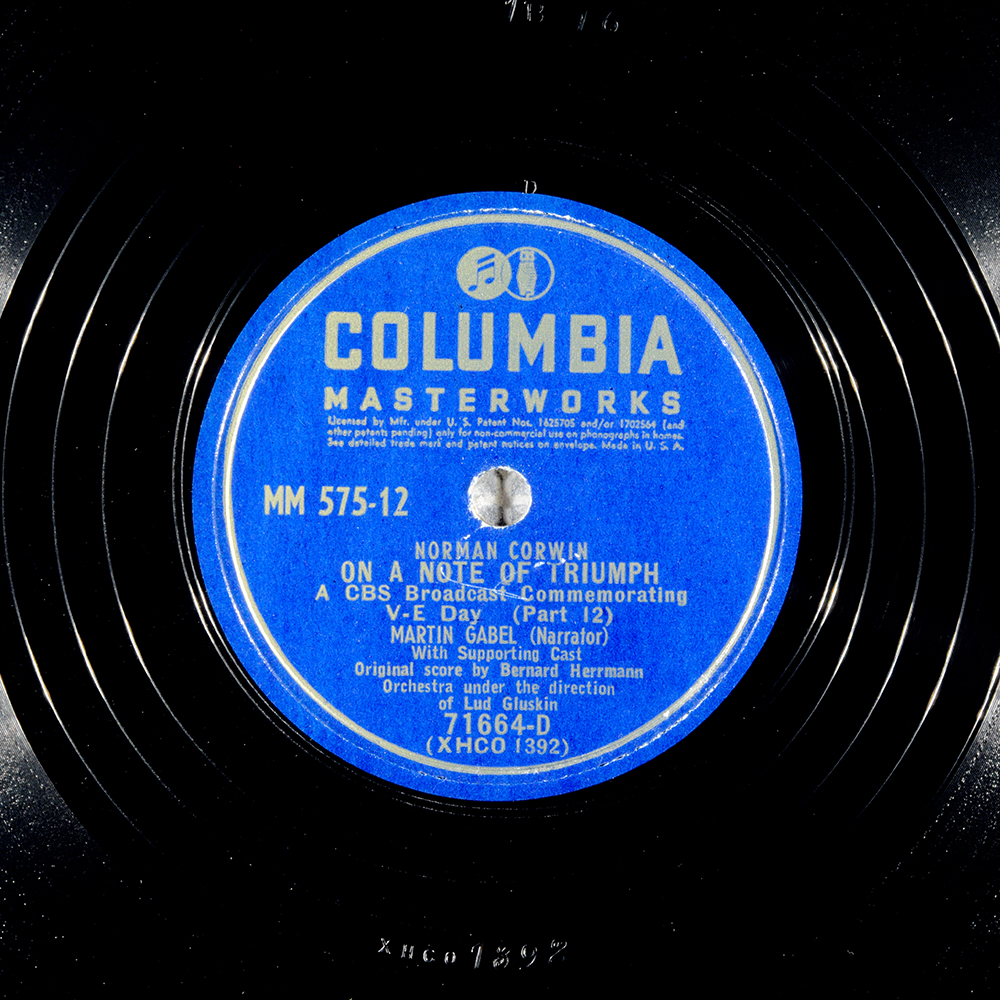 1B 16
D
COLUMBIA
MASTERWORKS
Licensed by Mfr. under U. S. Patent Nos. 1625705 and/or 1702564 (and
other patents pending) only for non-commercial use on phonographs in homes.
See detailed trade mark and patent notices on envelope. Made in U. S. A.
MM 575-12
NORMAN CORWIN
ON A NOTE OF TRIUMPH
A CBS Broadcast Commemorating
V-E Day (Part 12)
MARTIN GABEL (Narrator)
With Supporting Cast
Original score by Bernard Herrmann
Orchestra under the direction
of Lud Gluskin
71664-D
(XHCO 1392)
XHCO 1392